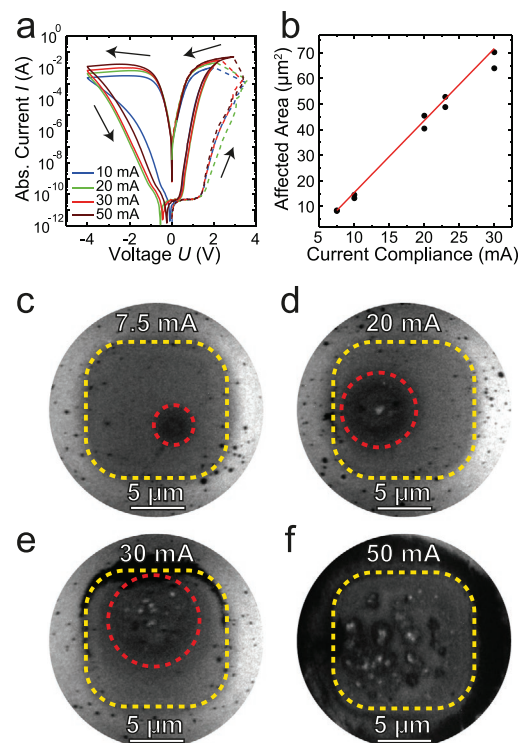 a
Abs. Current I (A)
10⁰
10⁻²
10⁻⁴
10⁻⁶
10⁻⁸
10⁻¹⁰
10⁻¹²
10 mA
20 mA
30 mA
50 mA
-4 -2 0 2 4
Voltage U (V)
b
Affected Area (µm²)
70
60
50
40
30
20
10
5 10 15 20 25 30
Current Compliance (mA)
c
7.5 mA
5 µm
d
20 mA
5 µm
e
30 mA
5 µm
f
50 mA
5 µm